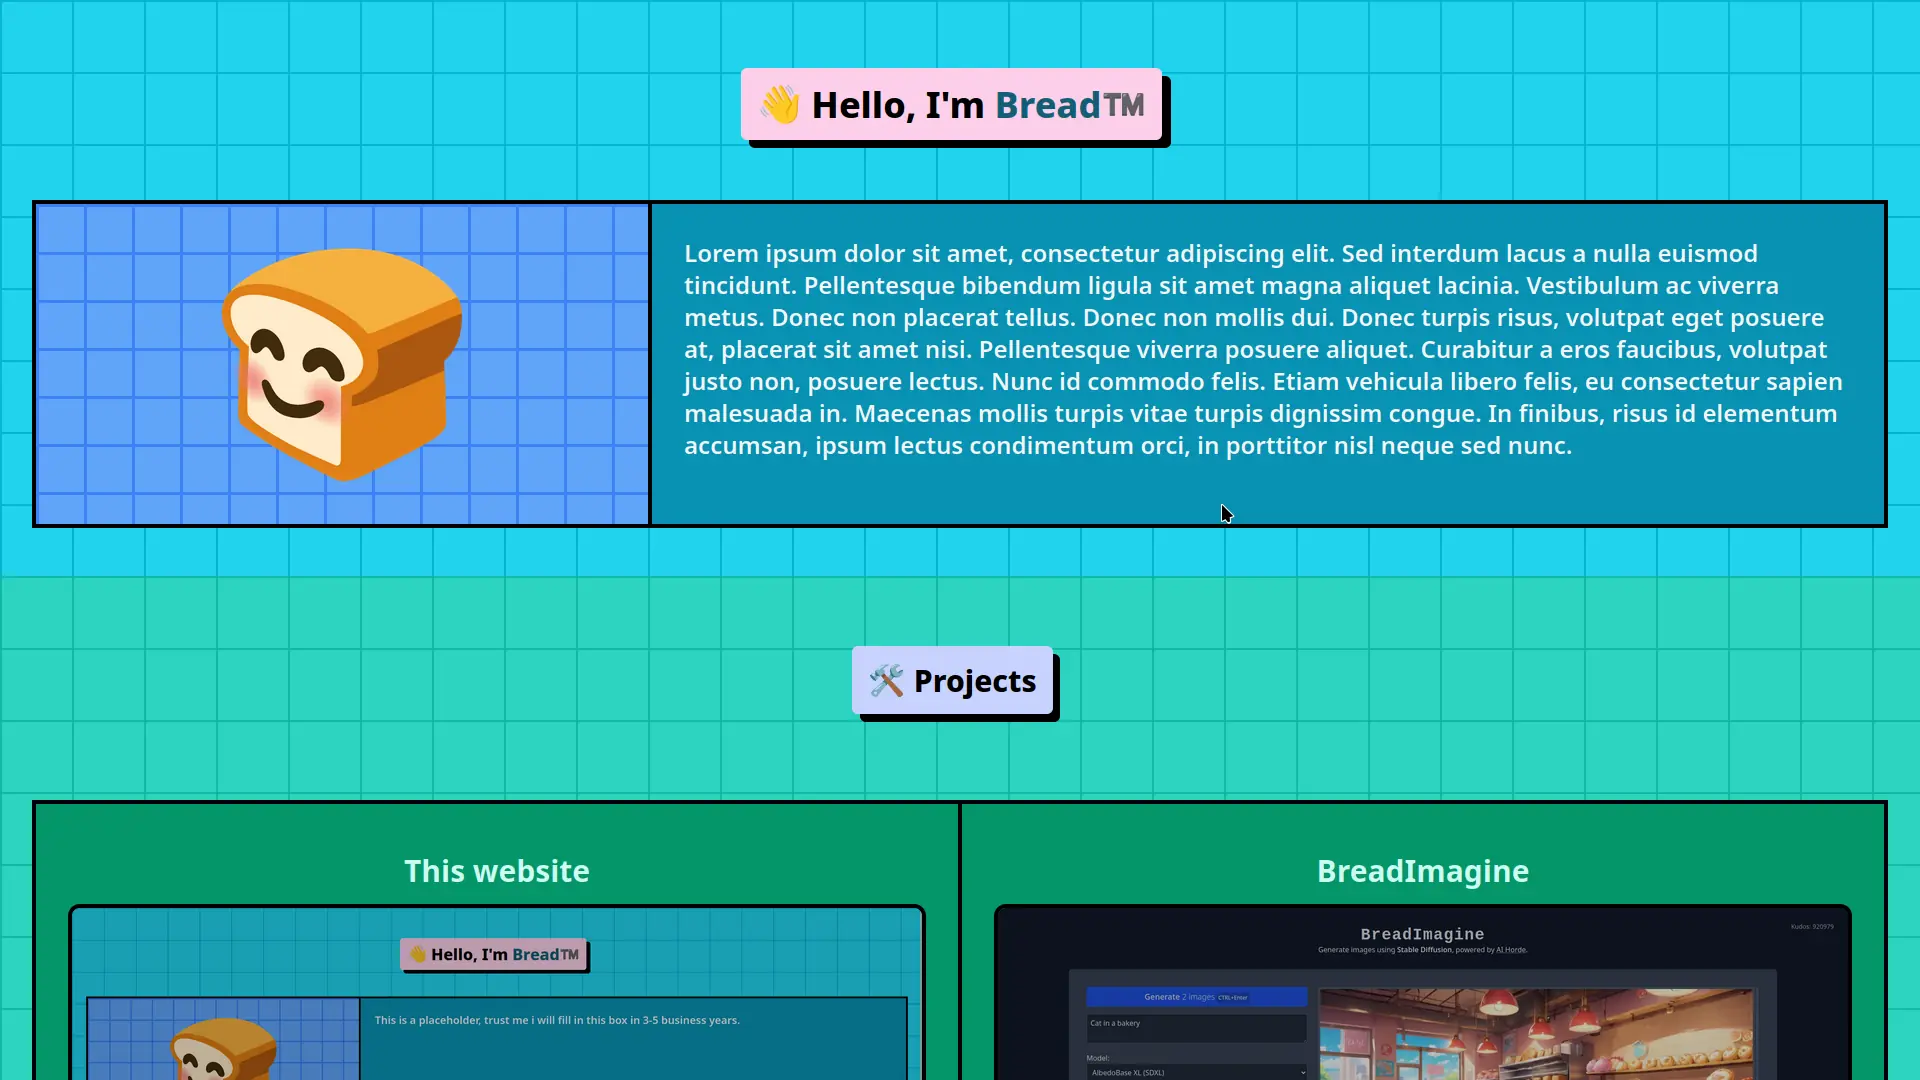 👋 Hello, I'm Bread™️
Lorem ipsum dolor sit amet, consectetur adipiscing elit. Sed interdum lacus a nulla euismod
tincidunt. Pellentesque bibendum ligula sit amet magna aliquet lacinia. Vestibulum ac viverra
metus. Donec non placerat tellus. Donec non mollis dui. Donec turpis risus, volutpat eget posuere
at, placerat sit amet nisi. Pellentesque viverra posuere aliquet. Curabitur a eros faucibus, volutpat
justo non, posuere lectus. Nunc id commodo felis. Etiam vehicula libero felis, eu consectetur sapien
malesuada in. Maecenas mollis turpis vitae turpis dignissim congue. In finibus, risus id elementum
accumsan, ipsum lectus condimentum orci, in porttitor nisl neque sed nunc.
🛠️ Projects
This website
👋 Hello, I'm Bread™️
This is a placeholder, trust me i will fill in this box in 3-5 business years.
BreadImagine
BreadImagine
Kudos: 920979
Generate images using Stable Diffusion, powered by AI Horde.
Generate 2 images CTRL+Enter
Cat in a bakery
Model:
AlbedoBase XL (SDXL)